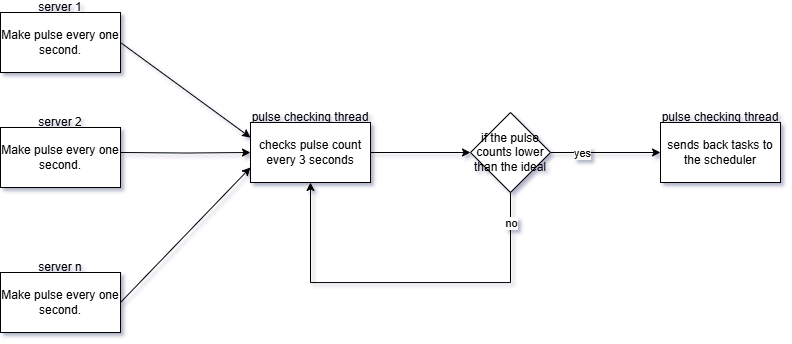 server 1
Make pulse every one
second.
server 2
Make pulse every one
second.
server n
Make pulse every one
second.
pulse checking thread
checks pulse count
every 3 seconds
if the pulse
counts lower
than the ideal
yes
no
pulse checking thread
sends back tasks to
the scheduler